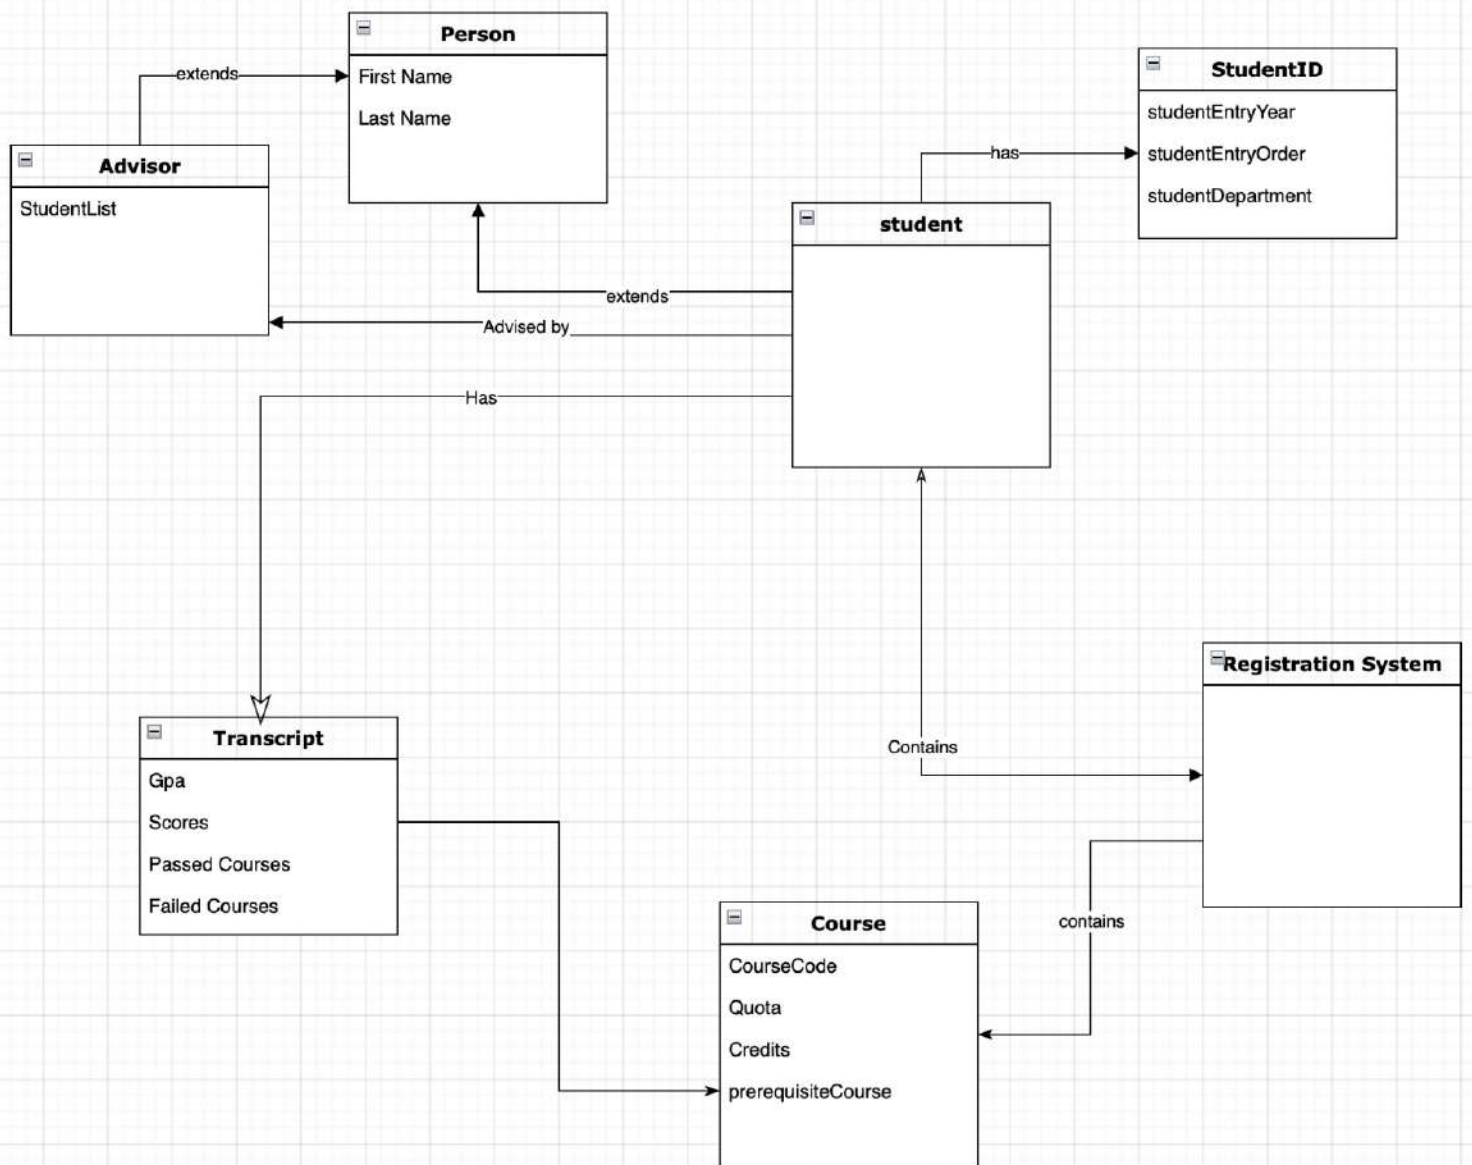 Person
First Name
Last Name
extends
Advisor
StudentList
StudentID
studentEntryYear
studentEntryOrder
studentDepartment
has
student
extends
Advised by
Has
Registration System
Contains
Transcript
Gpa
Scores
Passed Courses
Failed Courses
contains
Course
CourseCode
Quota
Credits
prerequisiteCourse